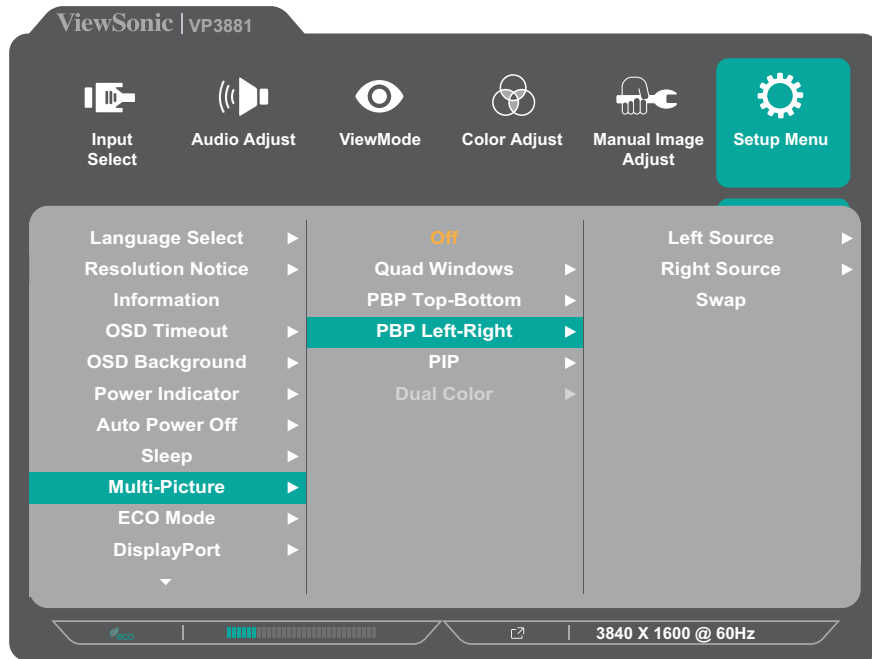 ViewSonic | VP3881
Input
Select
Audio Adjust
ViewMode
Color Adjust
Manual Image
Adjust
Setup Menu
Language Select
Resolution Notice
Information
OSD Timeout
OSD Background
Power Indicator
Auto Power Off
Sleep
Multi-Picture
ECO Mode
DisplayPort
Off
Quad Windows
PBP Top-Bottom
PBP Left-Right
PIP
Dual Color
Left Source
Right Source
Swap
eco
3840 X 1600 @ 60Hz